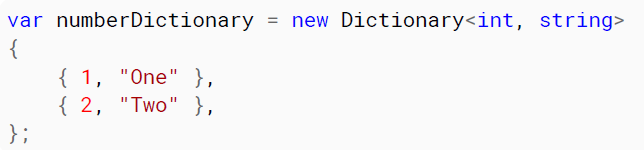 var numberDictionary = new Dictionary<int, string>
{
    { 1, "One" },
    { 2, "Two" },
};